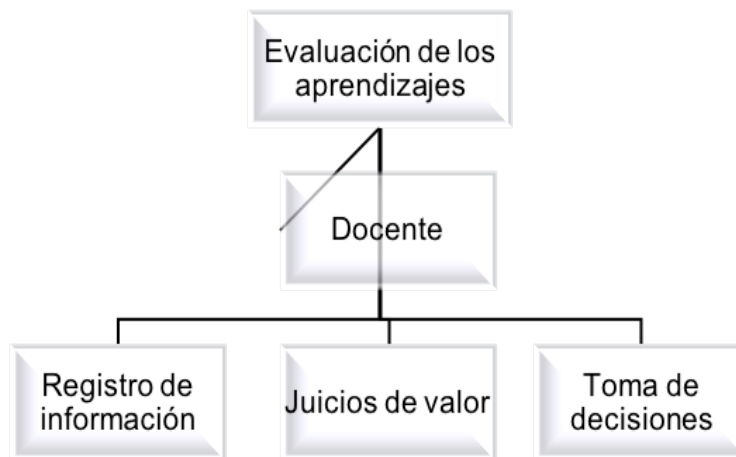 Evaluación de los
aprendizajes
Docente
Registro de
información
Juicios de valor
Toma de
decisiones